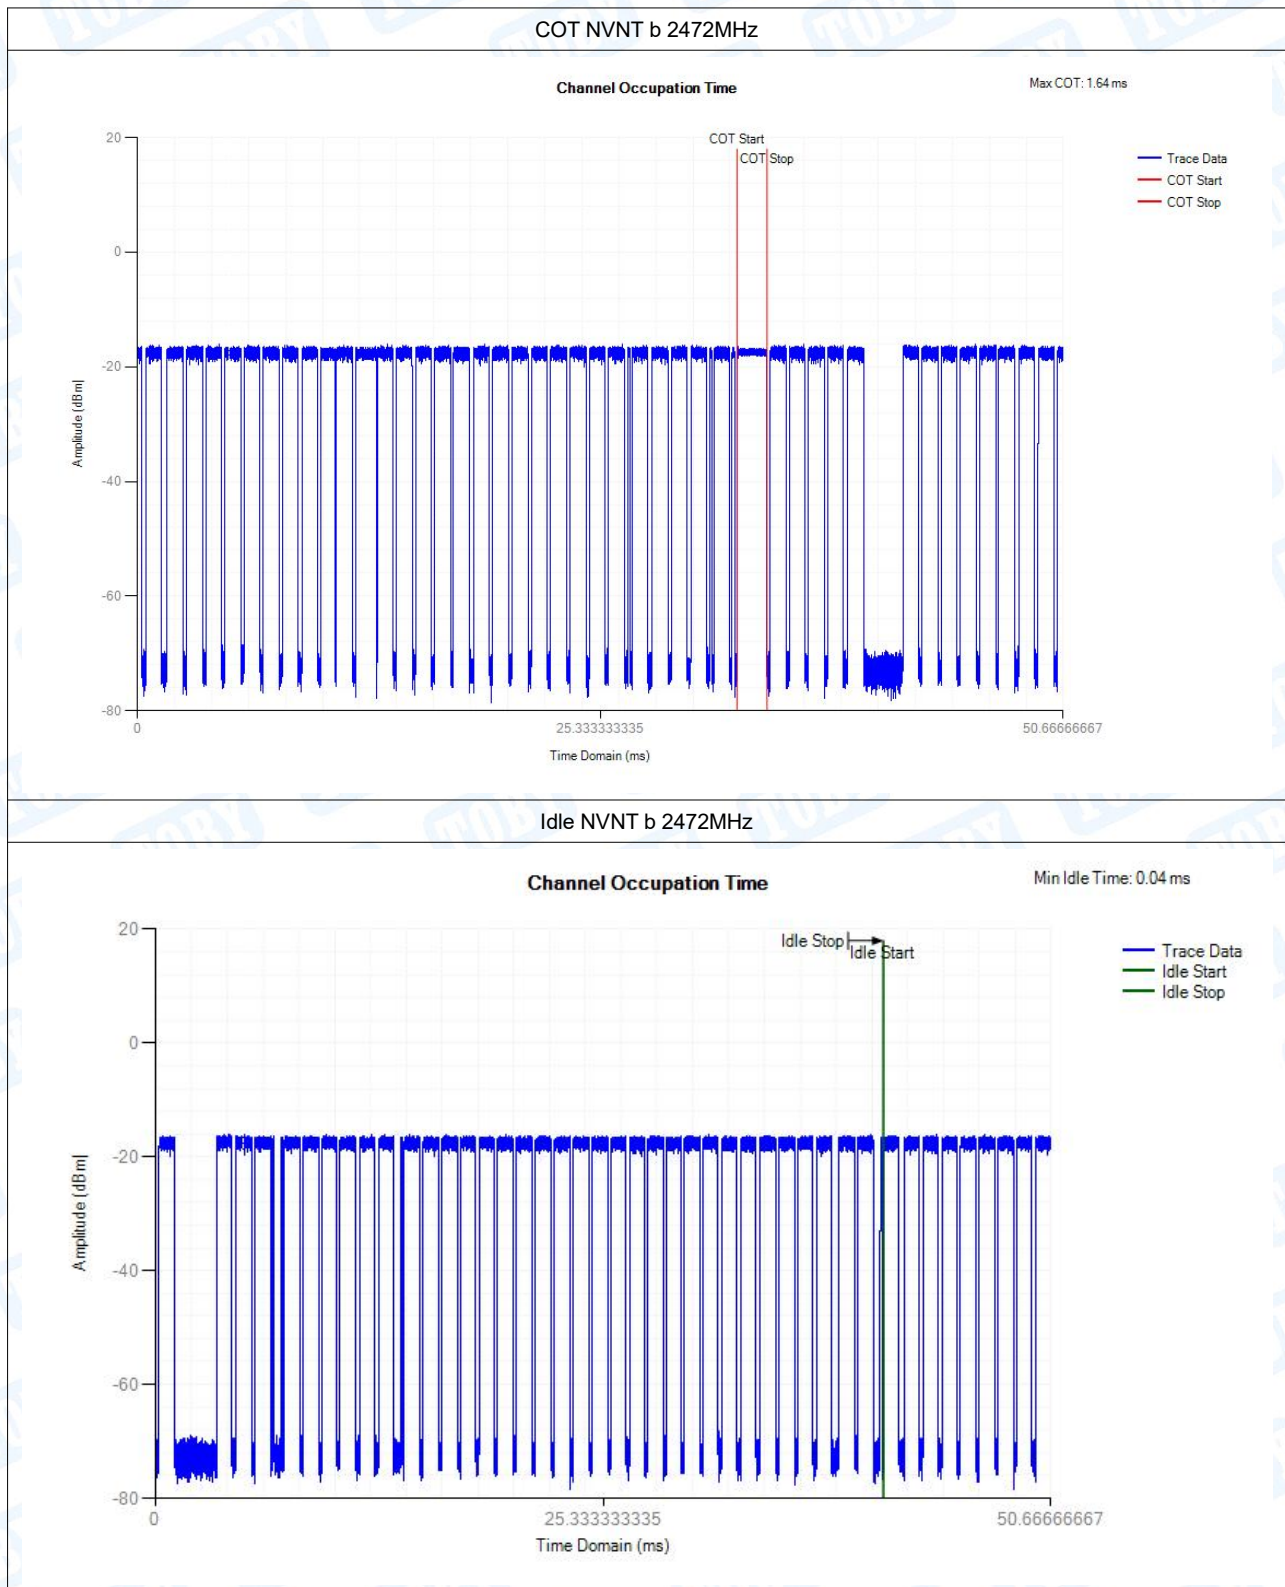 COT NVNT b 2472MHz
Channel Occupation Time
Max COT: 1.64 ms
COT Start
COT Stop
Trace Data
COT Start
COT Stop
20
0
-20
-40
-60
-80
Amplitude (dBm)
0
25.333333335
50.66666667
Time Domain (ms)
Idle NVNT b 2472MHz
Channel Occupation Time
Min Idle Time: 0.04 ms
Idle Stop
Idle Start
Trace Data
Idle Start
Idle Stop
20
0
-20
-40
-60
-80
Amplitude (dBm)
0
25.333333335
50.66666667
Time Domain (ms)
TOBY